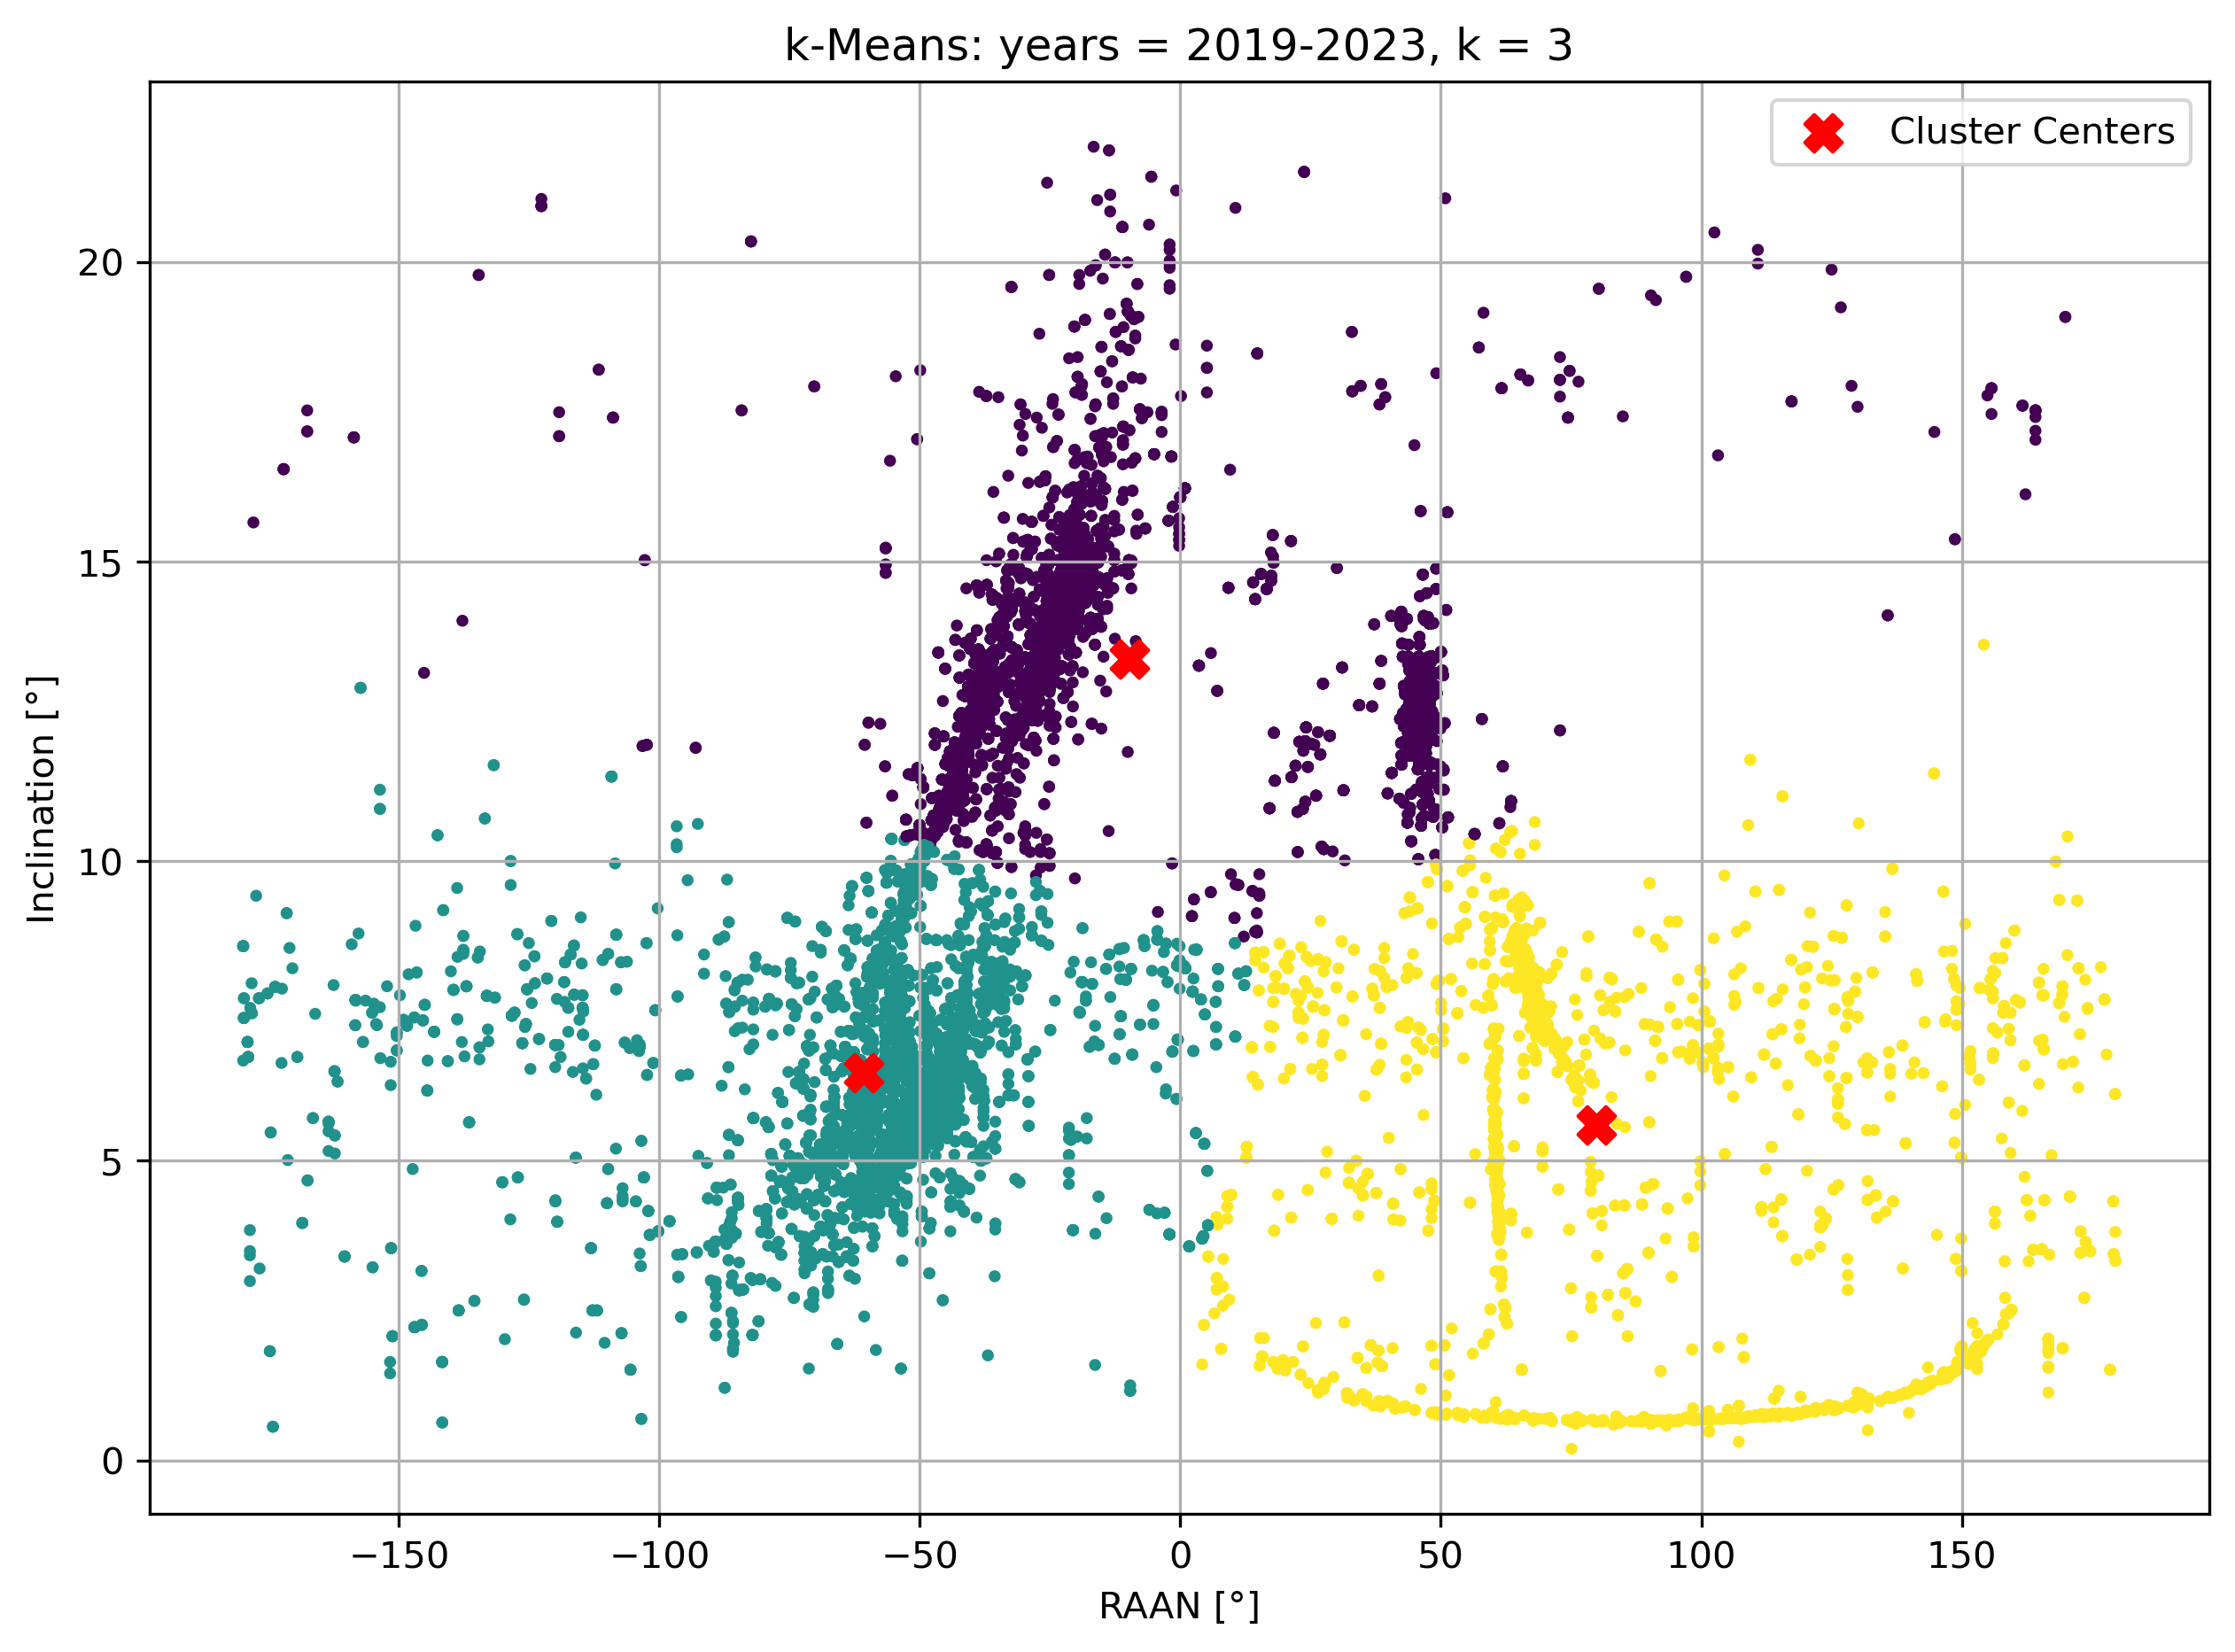 k-Means: years = 2019-2023, k = 3
Cluster Centers
20
15
10
5
0
Inclination [°]
−150 −100 −50 0 50 100 150
RAAN [°]